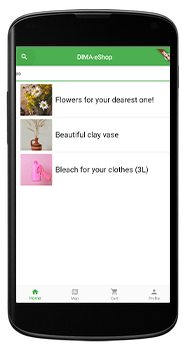 DIMA-eShop
Flowers for your dearest one!
Beautiful clay vase
Bleach for your clothes (3L)
Home
Map
Cart
Profile